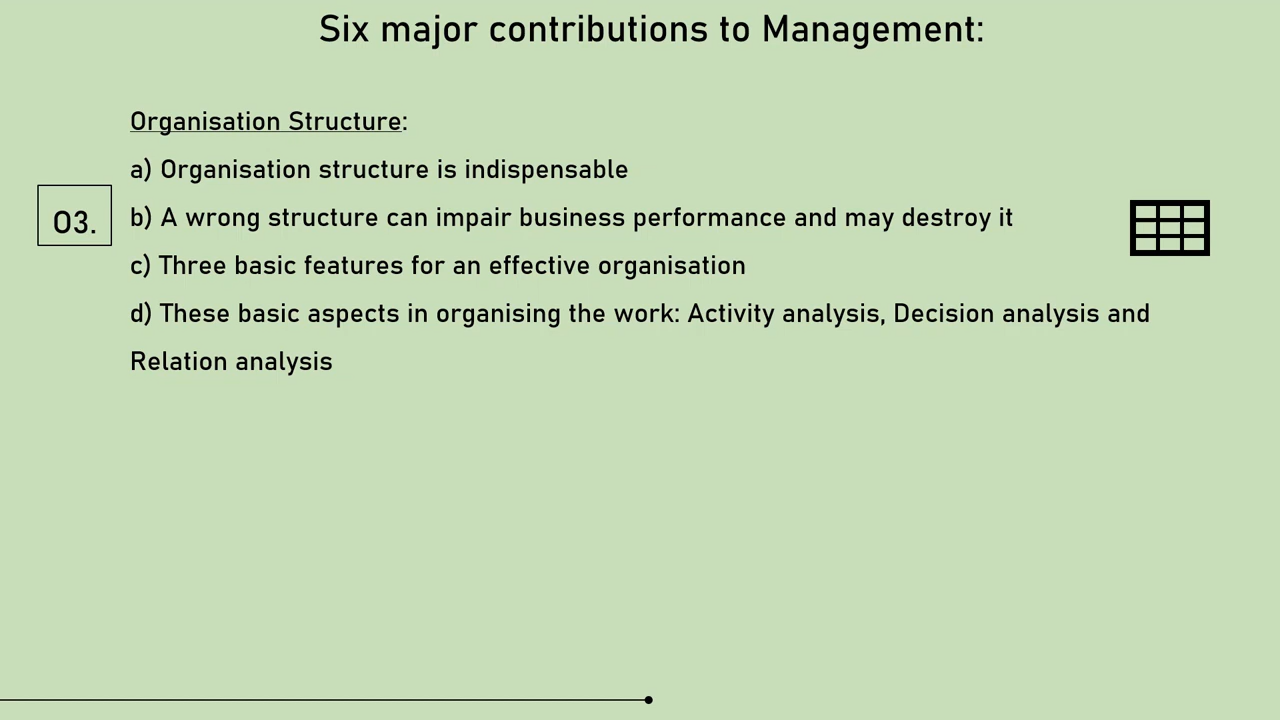 Six major contributions to Management:
Organisation Structure:
a) Organisation structure is indispensable
03.
b) A wrong structure can impair business performance and may destroy it
c) Three basic features for an effective organisation
d) These basic aspects in organising the work: Activity analysis, Decision analysis and
Relation analysis